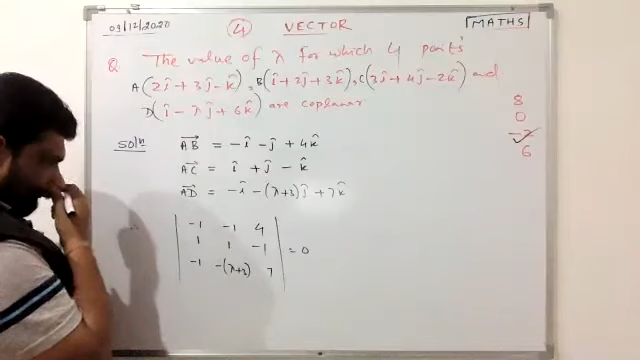 09/12/2020 4 VECTOR MATHS
Q The value of λ for which 4 points
A(2î+3ĵ-k̂), B(î+2ĵ+3k̂), C(3î+4ĵ-2k̂) and
D(î-λĵ+6k̂) are coplanar
8
0
-2 ✓
6
Soln AB = -î -ĵ + 4k̂
AC = î + ĵ - k̂
AD = -î -(λ+3)ĵ + 7k̂
∴ | -1 -1 4 |
| 1 1 -1 | = 0
| -1 -(λ+3) 7 |